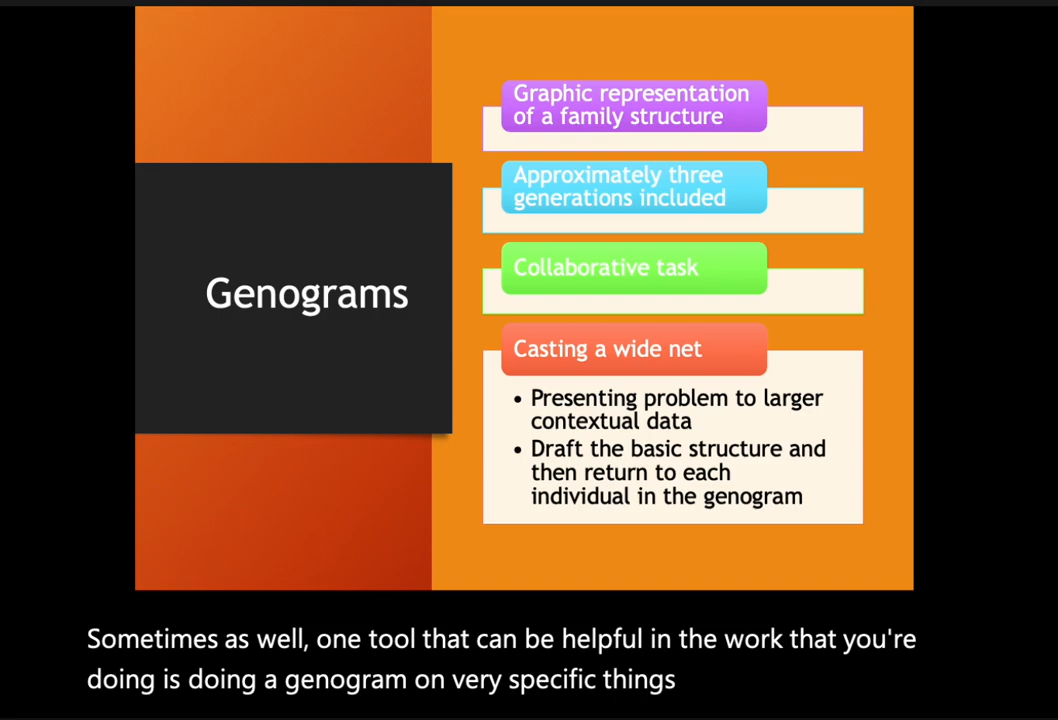 Genograms
Graphic representation
of a family structure
Approximately three
generations included
Collaborative task
Casting a wide net
• Presenting problem to larger
contextual data
• Draft the basic structure and
then return to each
individual in the genogram
Sometimes as well, one tool that can be helpful in the work that you're
doing is doing a genogram on very specific things